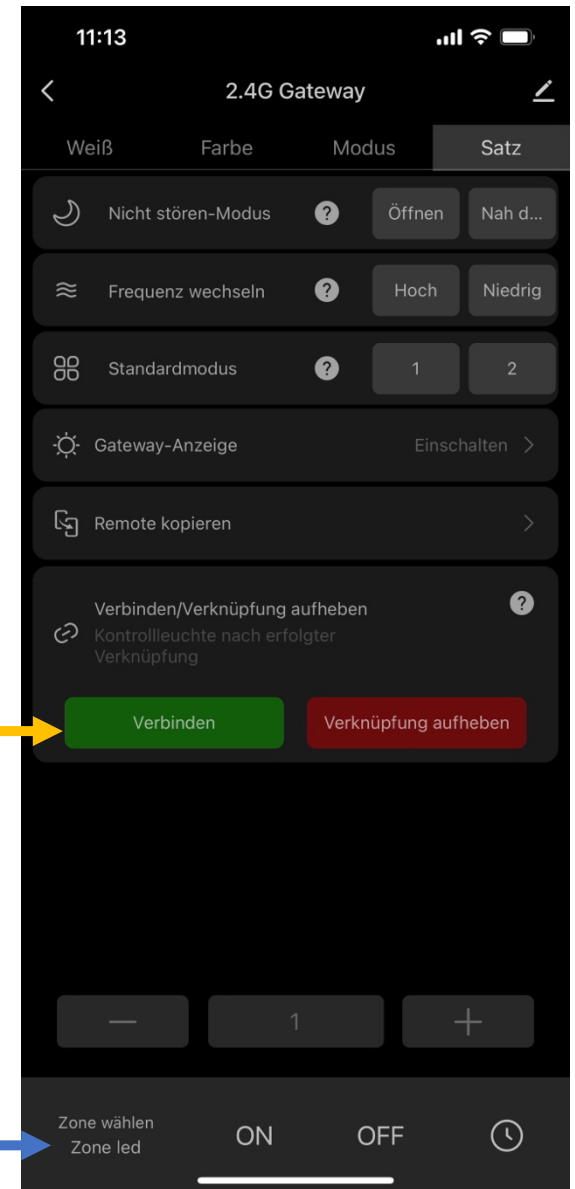 11:13
2.4G Gateway
Weiß Farbe Modus Satz
Nicht stören-Modus ? Öffnen Nah d...
Frequenz wechseln ? Hoch Niedrig
Standardmodus ? 1 2
Gateway-Anzeige Einschalten >
Remote kopieren >
Verbinden/Verknüpfung aufheben ?
Kontrollleuchte nach erfolgter
Verknüpfung
Verbinden Verknüpfung aufheben
— 1 +
Zone wählen
Zone led ON OFF